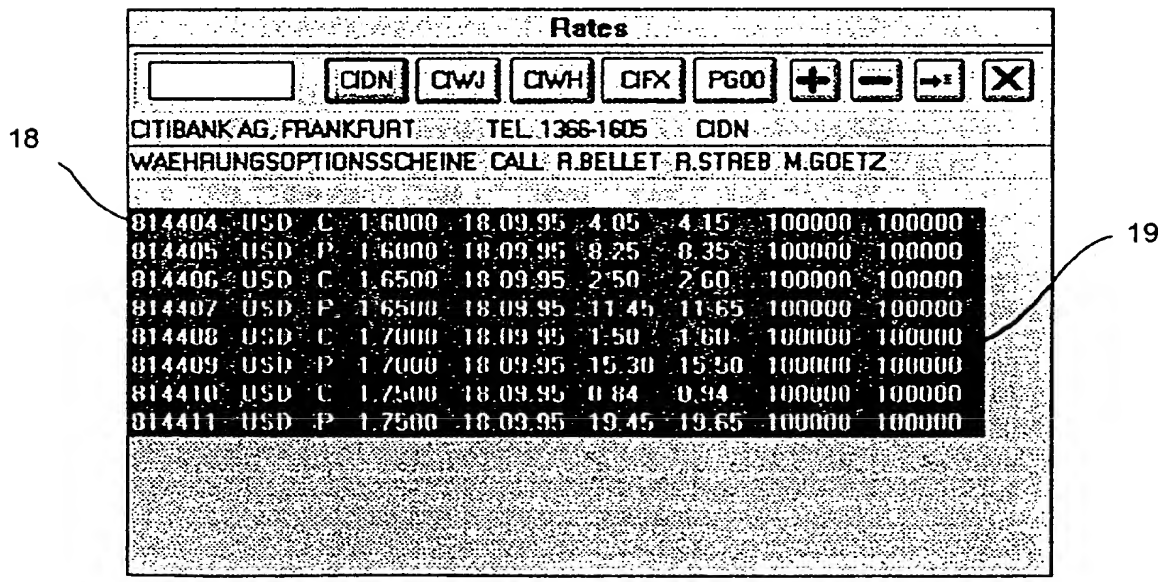 Rates
CIDN CIWJ CIWH CIFX PG00
CITIBANK AG, FRANKFURT TEL. 1366-1605 CIDN
18
WAEHRUNGSOPTIONSSCHEINE CALL R.BELLET R.STREB M.GOETZ
814404 USD C 1.6000 18.09.95 4.05 4.15 100000 100000
19
814405 USD P 1.6000 18.09.95 8.25 8.35 100000 100000
814406 USD C 1.6500 18.09.95 2.50 2.60 100000 100000
814407 USD P 1.6500 18.09.95 11.45 11.65 100000 100000
814408 USD C 1.7000 18.09.95 1.50 1.60 100000 100000
814409 USD P 1.7000 18.09.95 15.30 15.50 100000 100000
814410 USD C 1.7500 18.09.95 0.84 0.94 100000 100000
814411 USD P 1.7500 18.09.95 19.45 19.65 100000 100000